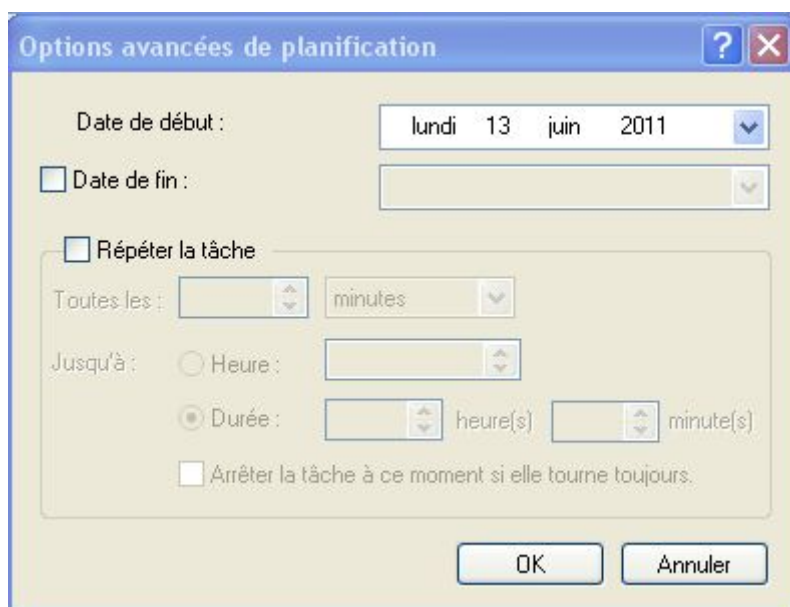 Options avancées de planification
Date de début : lundi 13 juin 2011
Date de fin :
Répéter la tâche
Toutes les : minutes
Jusqu'à : Heure :
Durée : heure(s) minute(s)
Arrêter la tâche à ce moment si elle tourne toujours.
OK Annuler